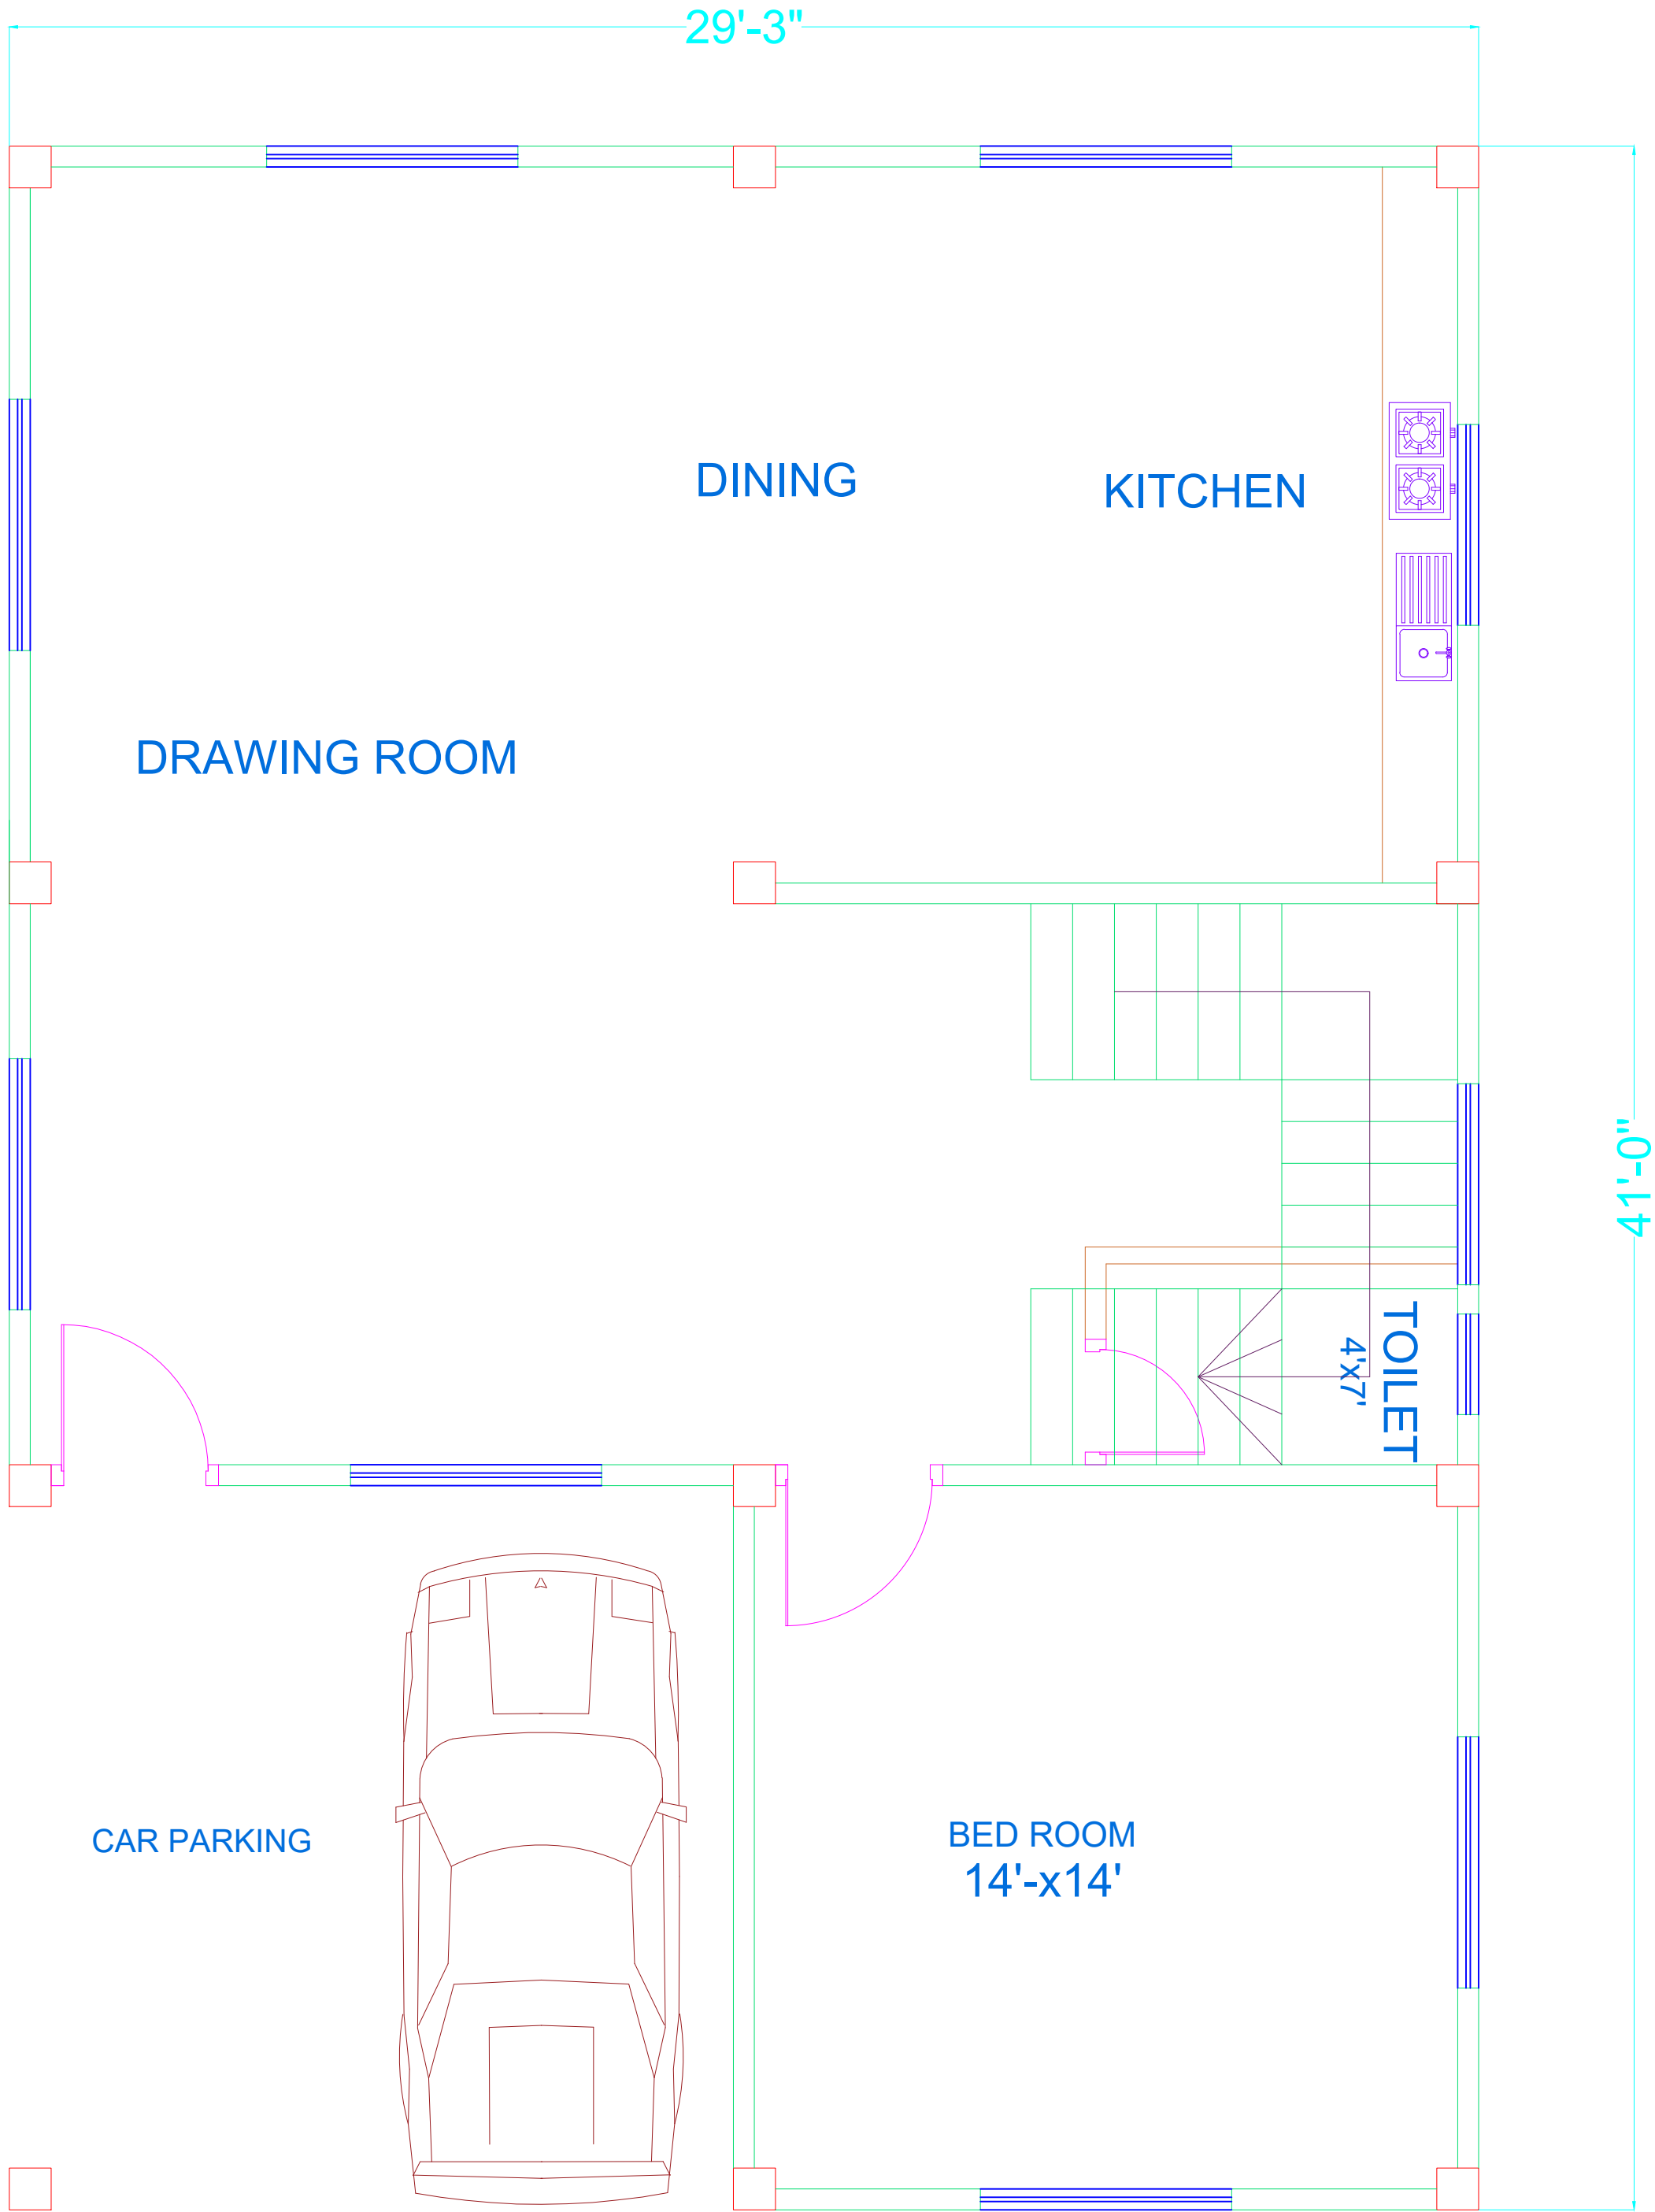 29'-3"
DINING
KITCHEN
DRAWING ROOM
41'-0"
TOILET
4'x7'
CAR PARKING
BED ROOM
14'-x14'